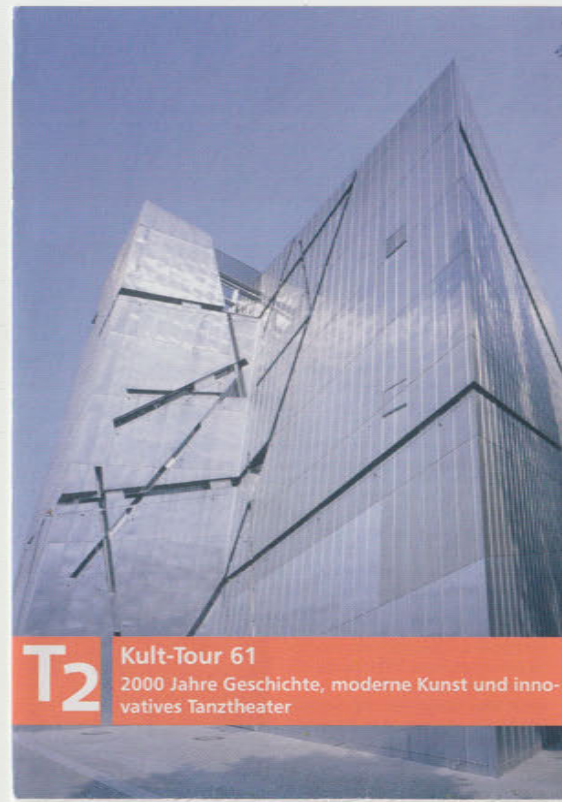 T2
Kult-Tour 61
2000 Jahre Geschichte, moderne Kunst und inno-
vatives Tanztheater